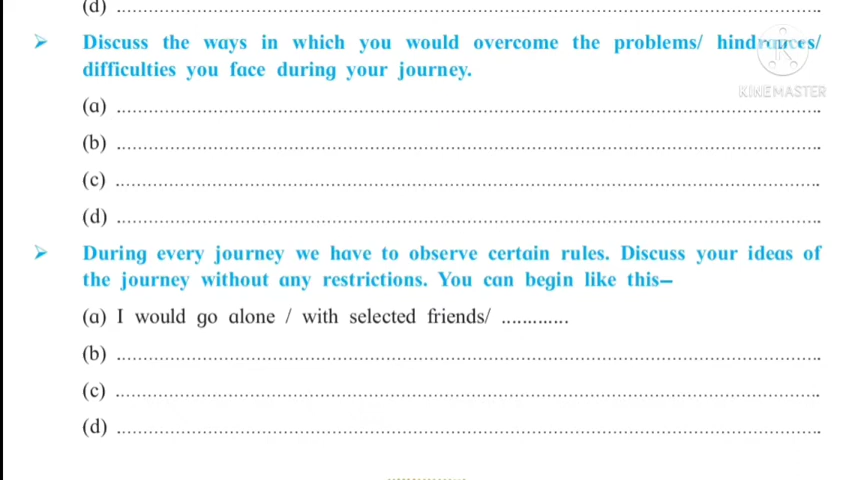 (d) ........................................................................
➤ Discuss the ways in which you would overcome the problems/ hindrances/
difficulties you face during your journey.
KINEMASTER
(a) ........................................................................
(b) ........................................................................
(c) ........................................................................
(d) ........................................................................
➤ During every journey we have to observe certain rules. Discuss your ideas of
the journey without any restrictions. You can begin like this–
(a) I would go alone / with selected friends/ .............
(b) ........................................................................
(c) ........................................................................
(d) ........................................................................